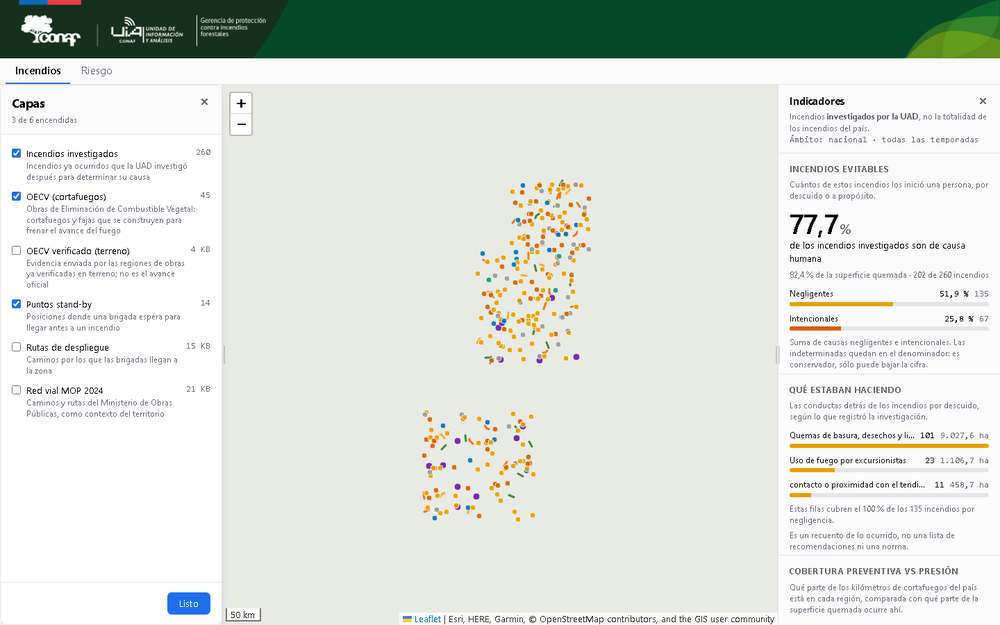 conaf
UIA
CONAF
UNIDAD DE
INFORMACIÓN
Y ANÁLISIS
Gerencia de protección
contra incendios
forestales
Incendios
Riesgo
Capas
3 de 6 encendidas
Incendios investigados 260
Incendios ya ocurridos que la UAD investigó
después para determinar su causa
OECV (cortafuegos) 45
Obras de Eliminación de Combustible Vegetal:
cortafuegos y fajas que se construyen para
frenar el avance del fuego
OECV verificado (terreno) 4 KB
Evidencia enviada por las regiones de obras
ya verificadas en terreno; no es el avance
oficial
Puntos stand-by 14
Posiciones donde una brigada espera para
llegar antes a un incendio
Rutas de despliegue 15 KB
Caminos por los que las brigadas llegan a
la zona
Red vial MOP 2024 21 KB
Caminos y rutas del Ministerio de Obras
Públicas, como contexto del territorio
Listo
+
−
50 km
Leaflet | Esri, HERE, Garmin, © OpenStreetMap contributors, and the GIS user community
Indicadores
Incendios investigados por la UAD, no la totalidad de
los incendios del país.
Ámbito: nacional · todas las temporadas
INCENDIOS EVITABLES
Cuántos de estos incendios los inició una persona, por
descuido o a propósito.
77,7 %
de los incendios investigados son de causa
humana
82,4 % de la superficie quemada · 202 de 260 incendios
Negligentes 51,9 % 135
Intencionales 25,8 % 67
Suma de causas negligentes e intencionales. Las
indeterminadas quedan en el denominador: es
conservador, sólo puede bajar la cifra.
QUÉ ESTABAN HACIENDO
Las conductas detrás de los incendios por descuido,
según lo que registró la investigación.
Quemas de basura, desechos y li... 101 9.027,6 ha
Uso de fuego por excursionistas 23 1.106,7 ha
contacto o proximidad con el tendi... 11 458,7 ha
Estas filas cubren el 100 % de los 135 incendios por
negligencia.
Es un recuento de lo ocurrido, no una lista de
recomendaciones ni una norma.
COBERTURA PREVENTIVA VS PRESIÓN
Qué parte de los kilómetros de cortafuegos del país
está en cada región, comparada con qué parte de la
superficie quemada ocurre ahí.